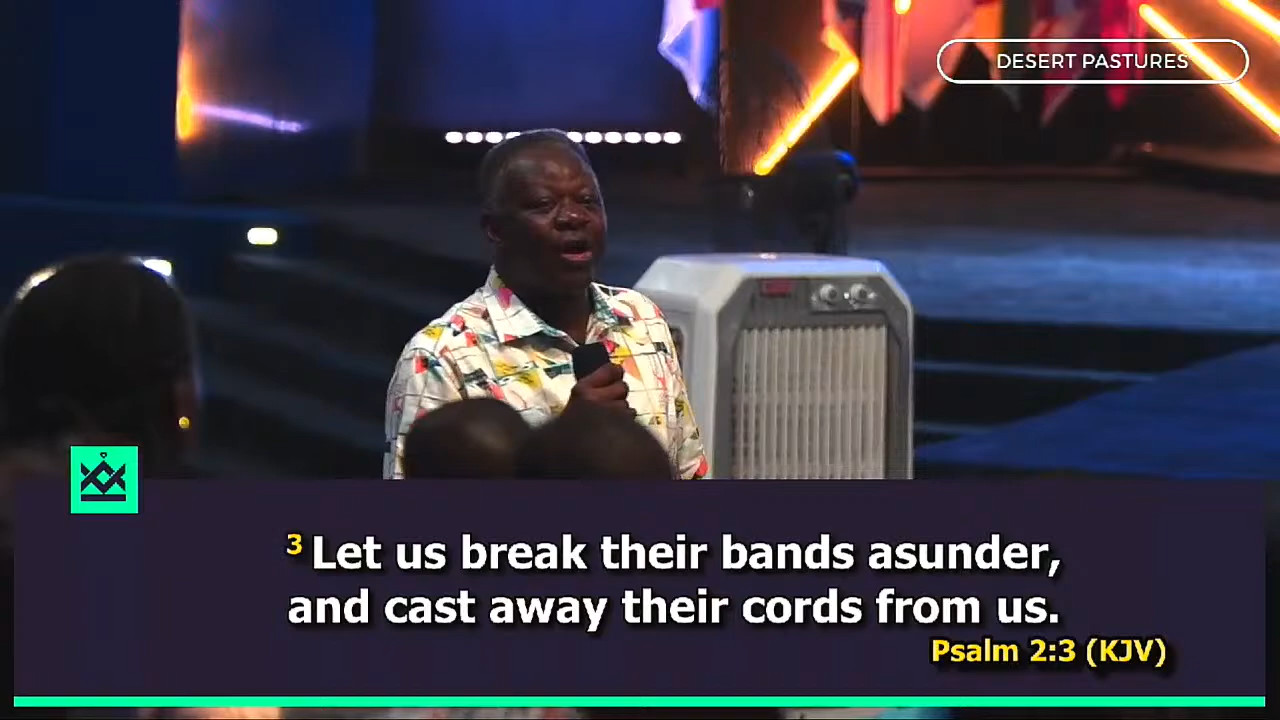 DESERT PASTURES
3 Let us break their bands asunder,
and cast away their cords from us.
Psalm 2:3 (KJV)